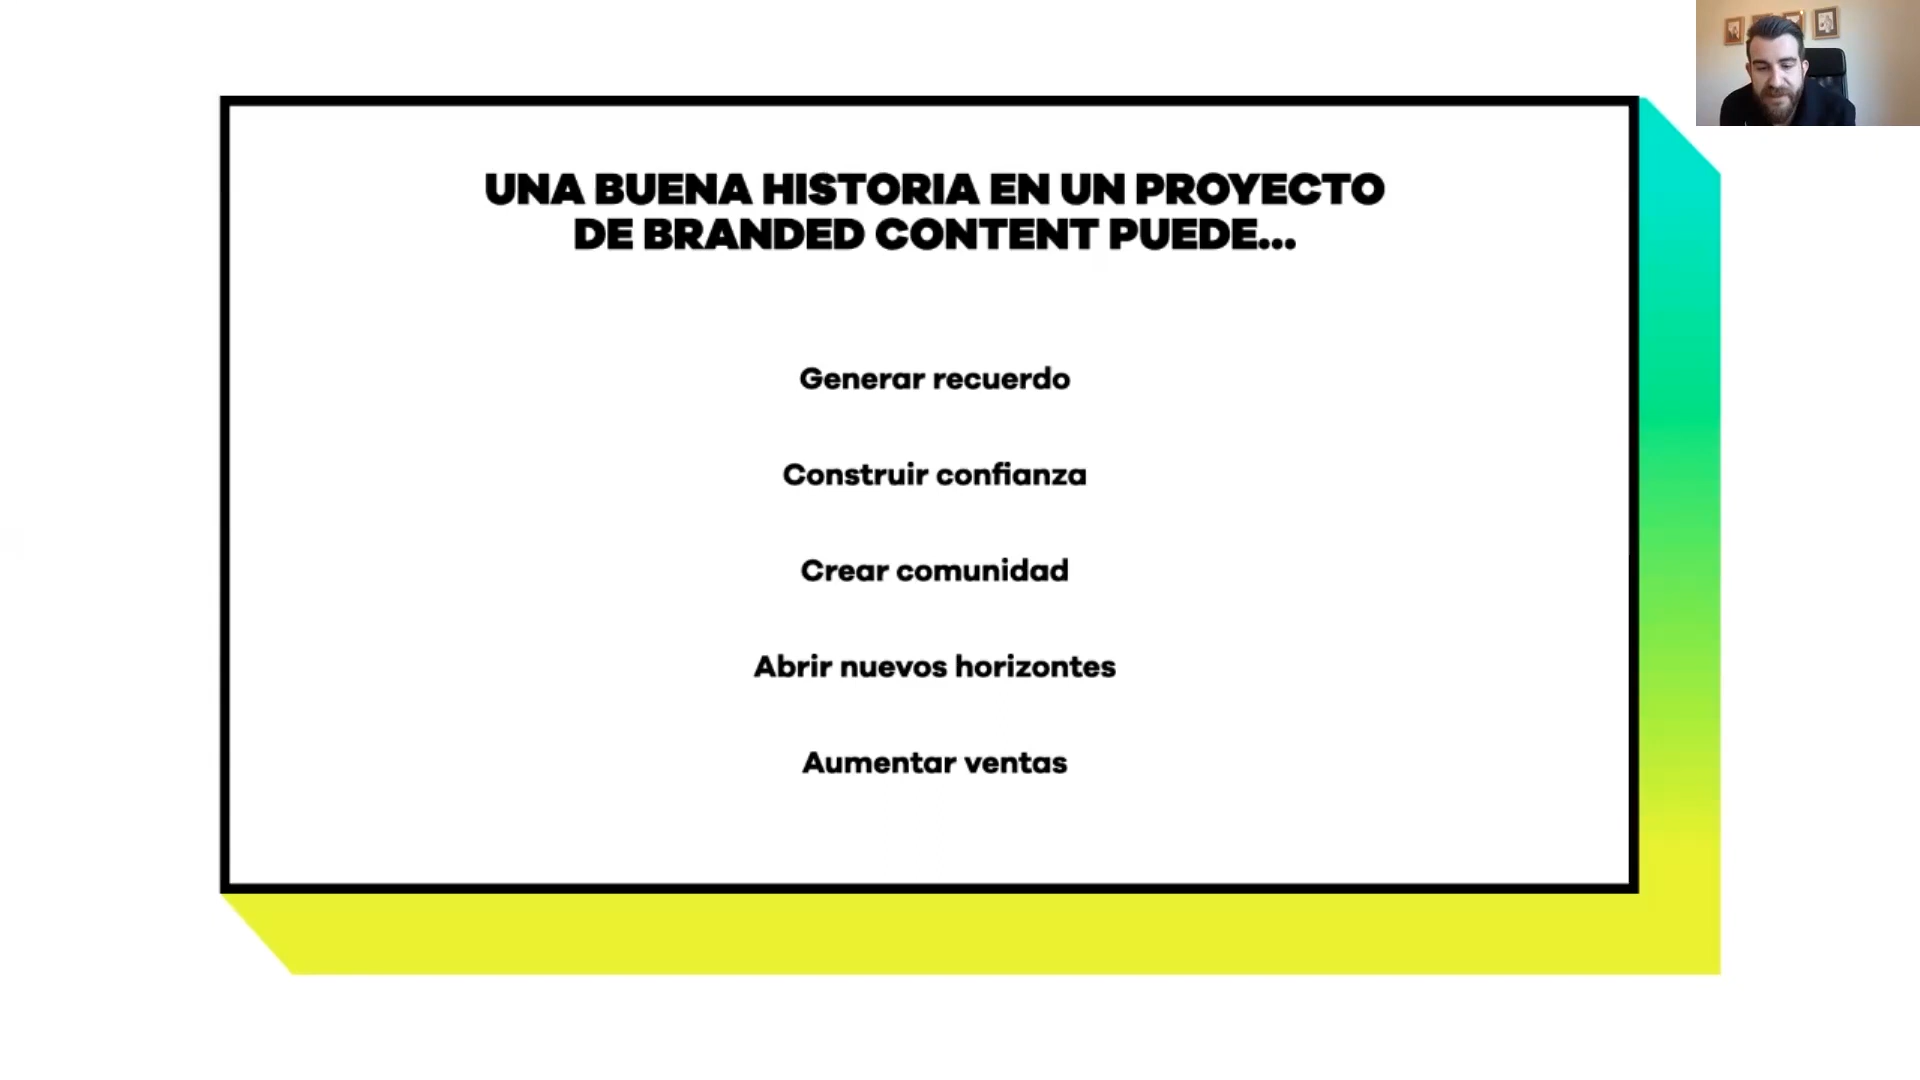 UNA BUENA HISTORIA EN UN PROYECTO
DE BRANDED CONTENT PUEDE...
Generar recuerdo
Construir confianza
Crear comunidad
Abrir nuevos horizontes
Aumentar ventas